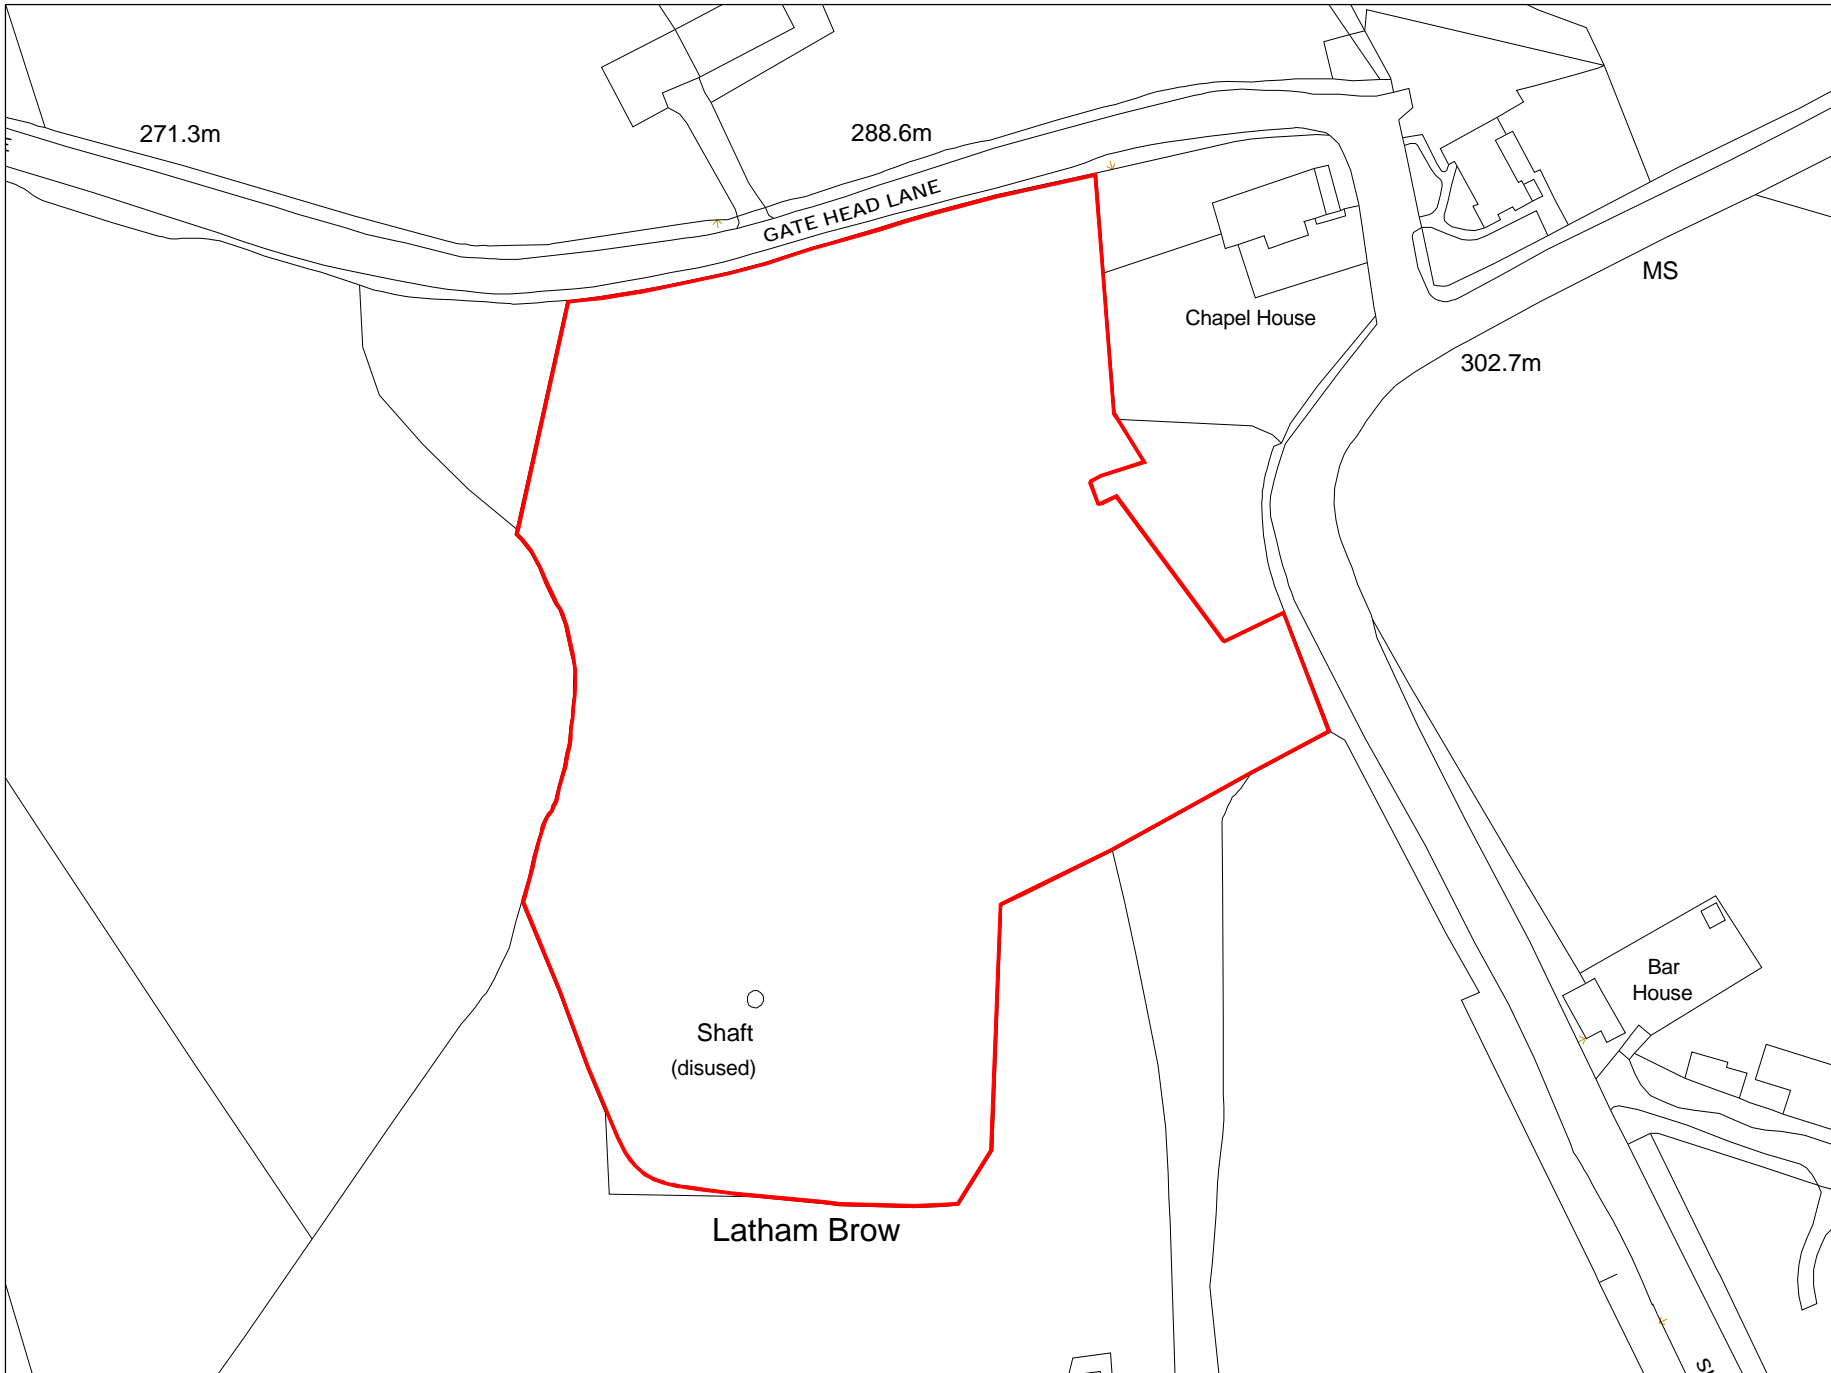 271.3m
288.6m
GATE HEAD LANE
MS
Chapel House
302.7m
Bar
House
Shaft
(disused)
Latham Brow